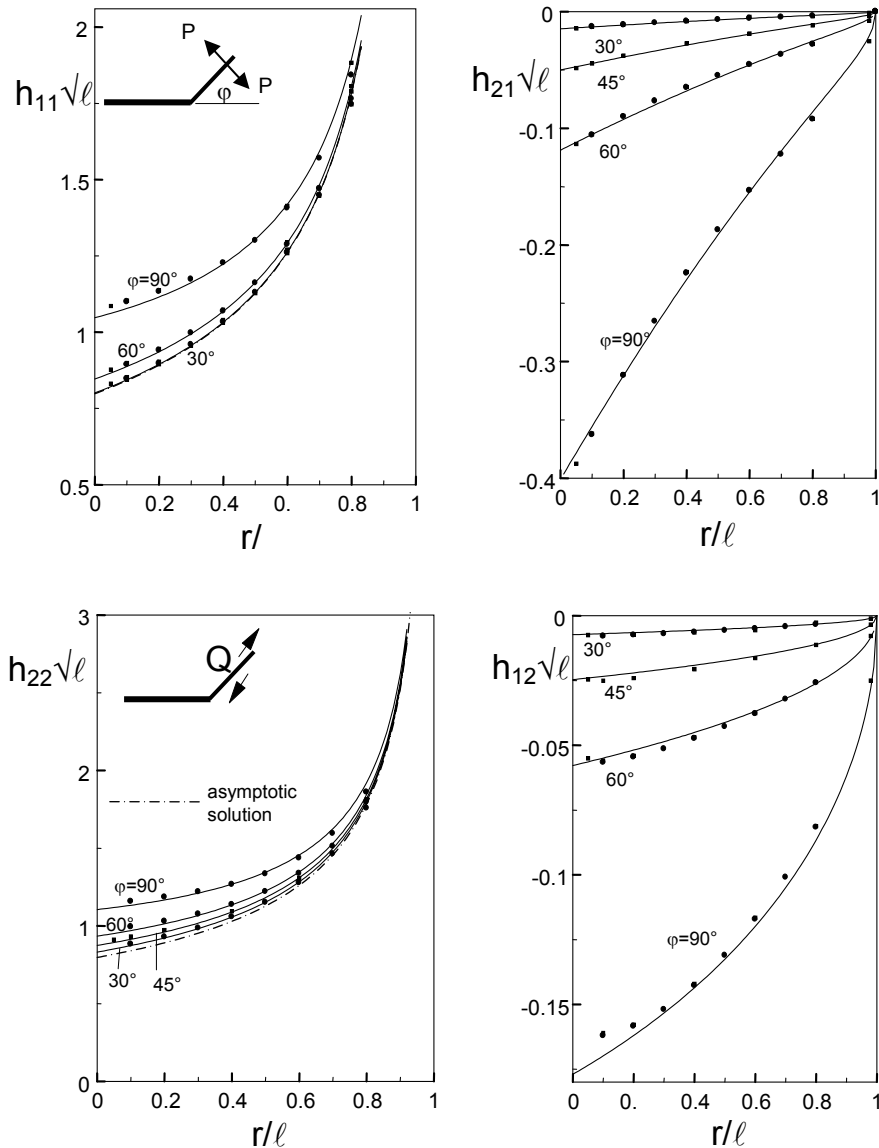 2
P
h₁₁√ℓ
P
φ
1.5
φ=90°
1
60°
30°
0.5
0 0.2 0.4 0. 0.8 1
r/
0
30°
h₂₁√ℓ
45°
-0.1
60°
-0.2
φ=90°
-0.3
-0.4
0 0.2 0.4 0.6 0.8 1
r/ℓ
3
Q
h₂₂√ℓ
2
asymptotic
solution
φ=90°
1
60°
30°
45°
0
0 0.2 0.4 0.6 0.8 1
r/ℓ
0
30°
h₁₂√ℓ
45°
-0.05
60°
-0.1
φ=90°
-0.15
0 0. 0.4 0.6 0.8 1
r/ℓ